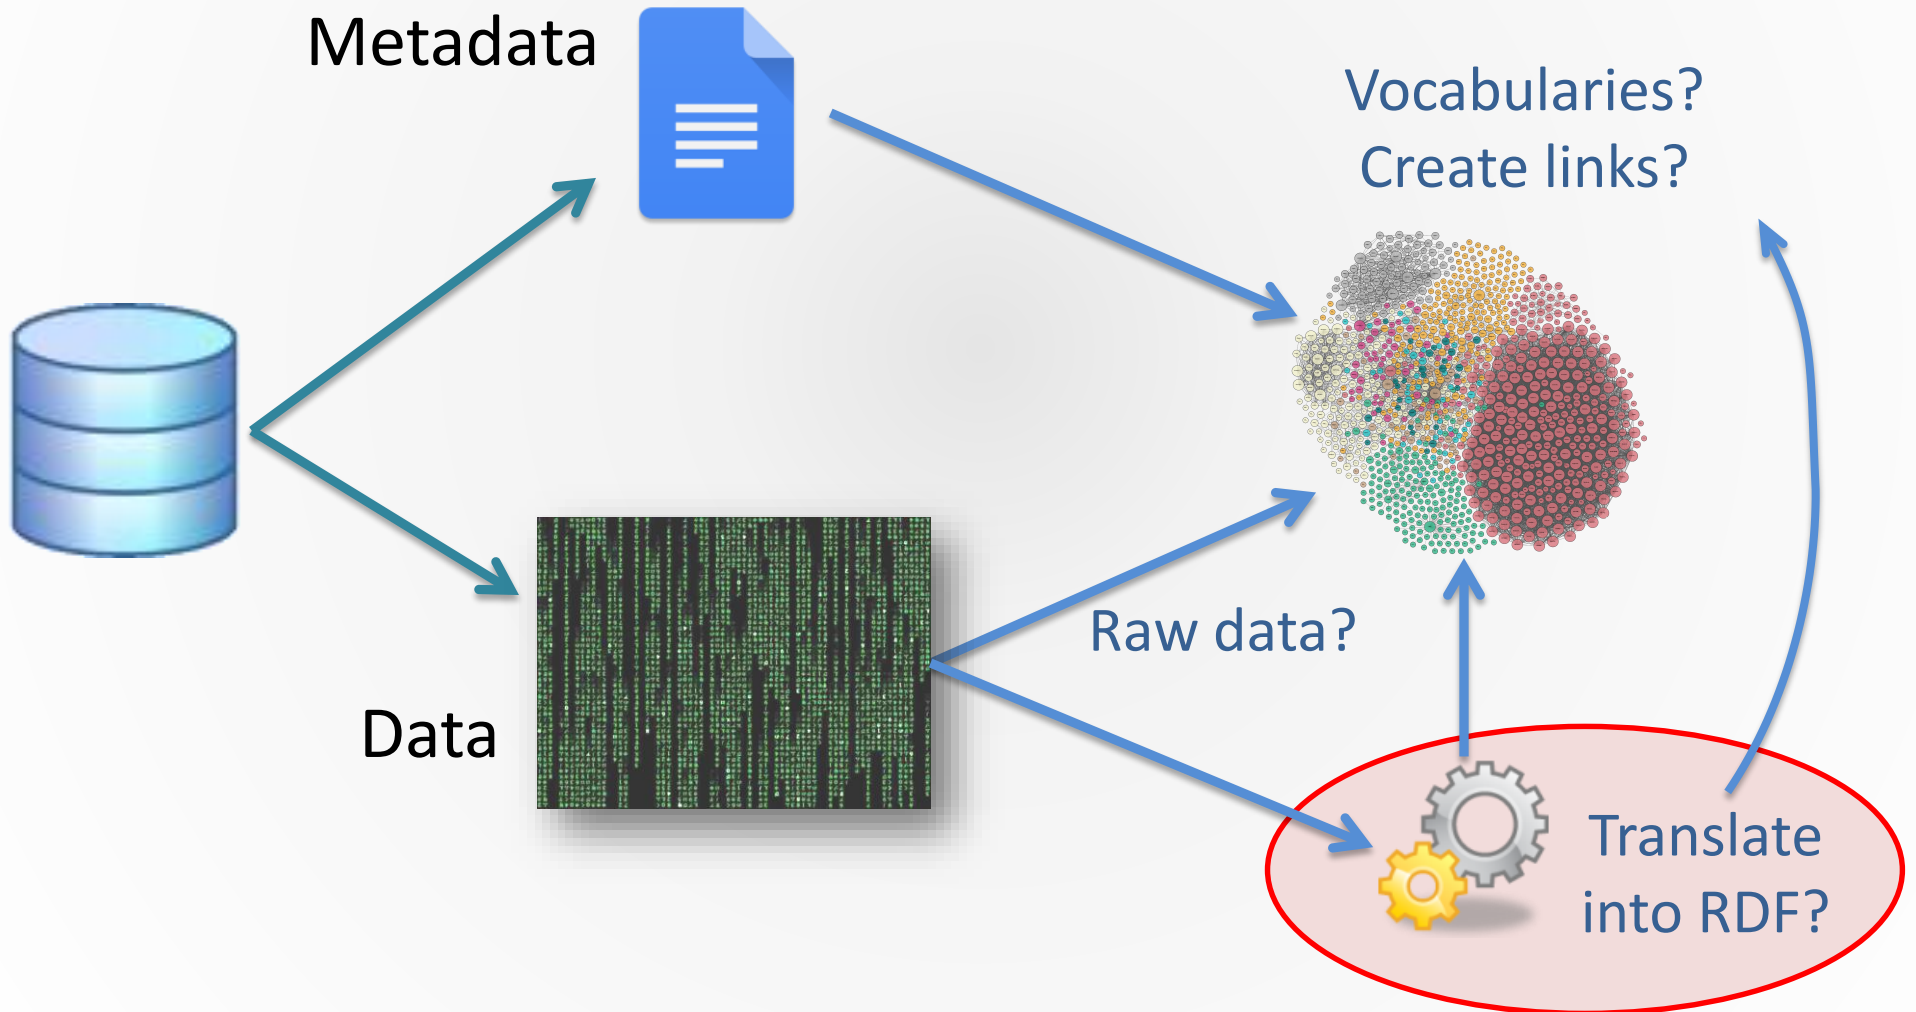 Metadata
Vocabularies?
Create links?
Raw data?
Data
Translate
into RDF?